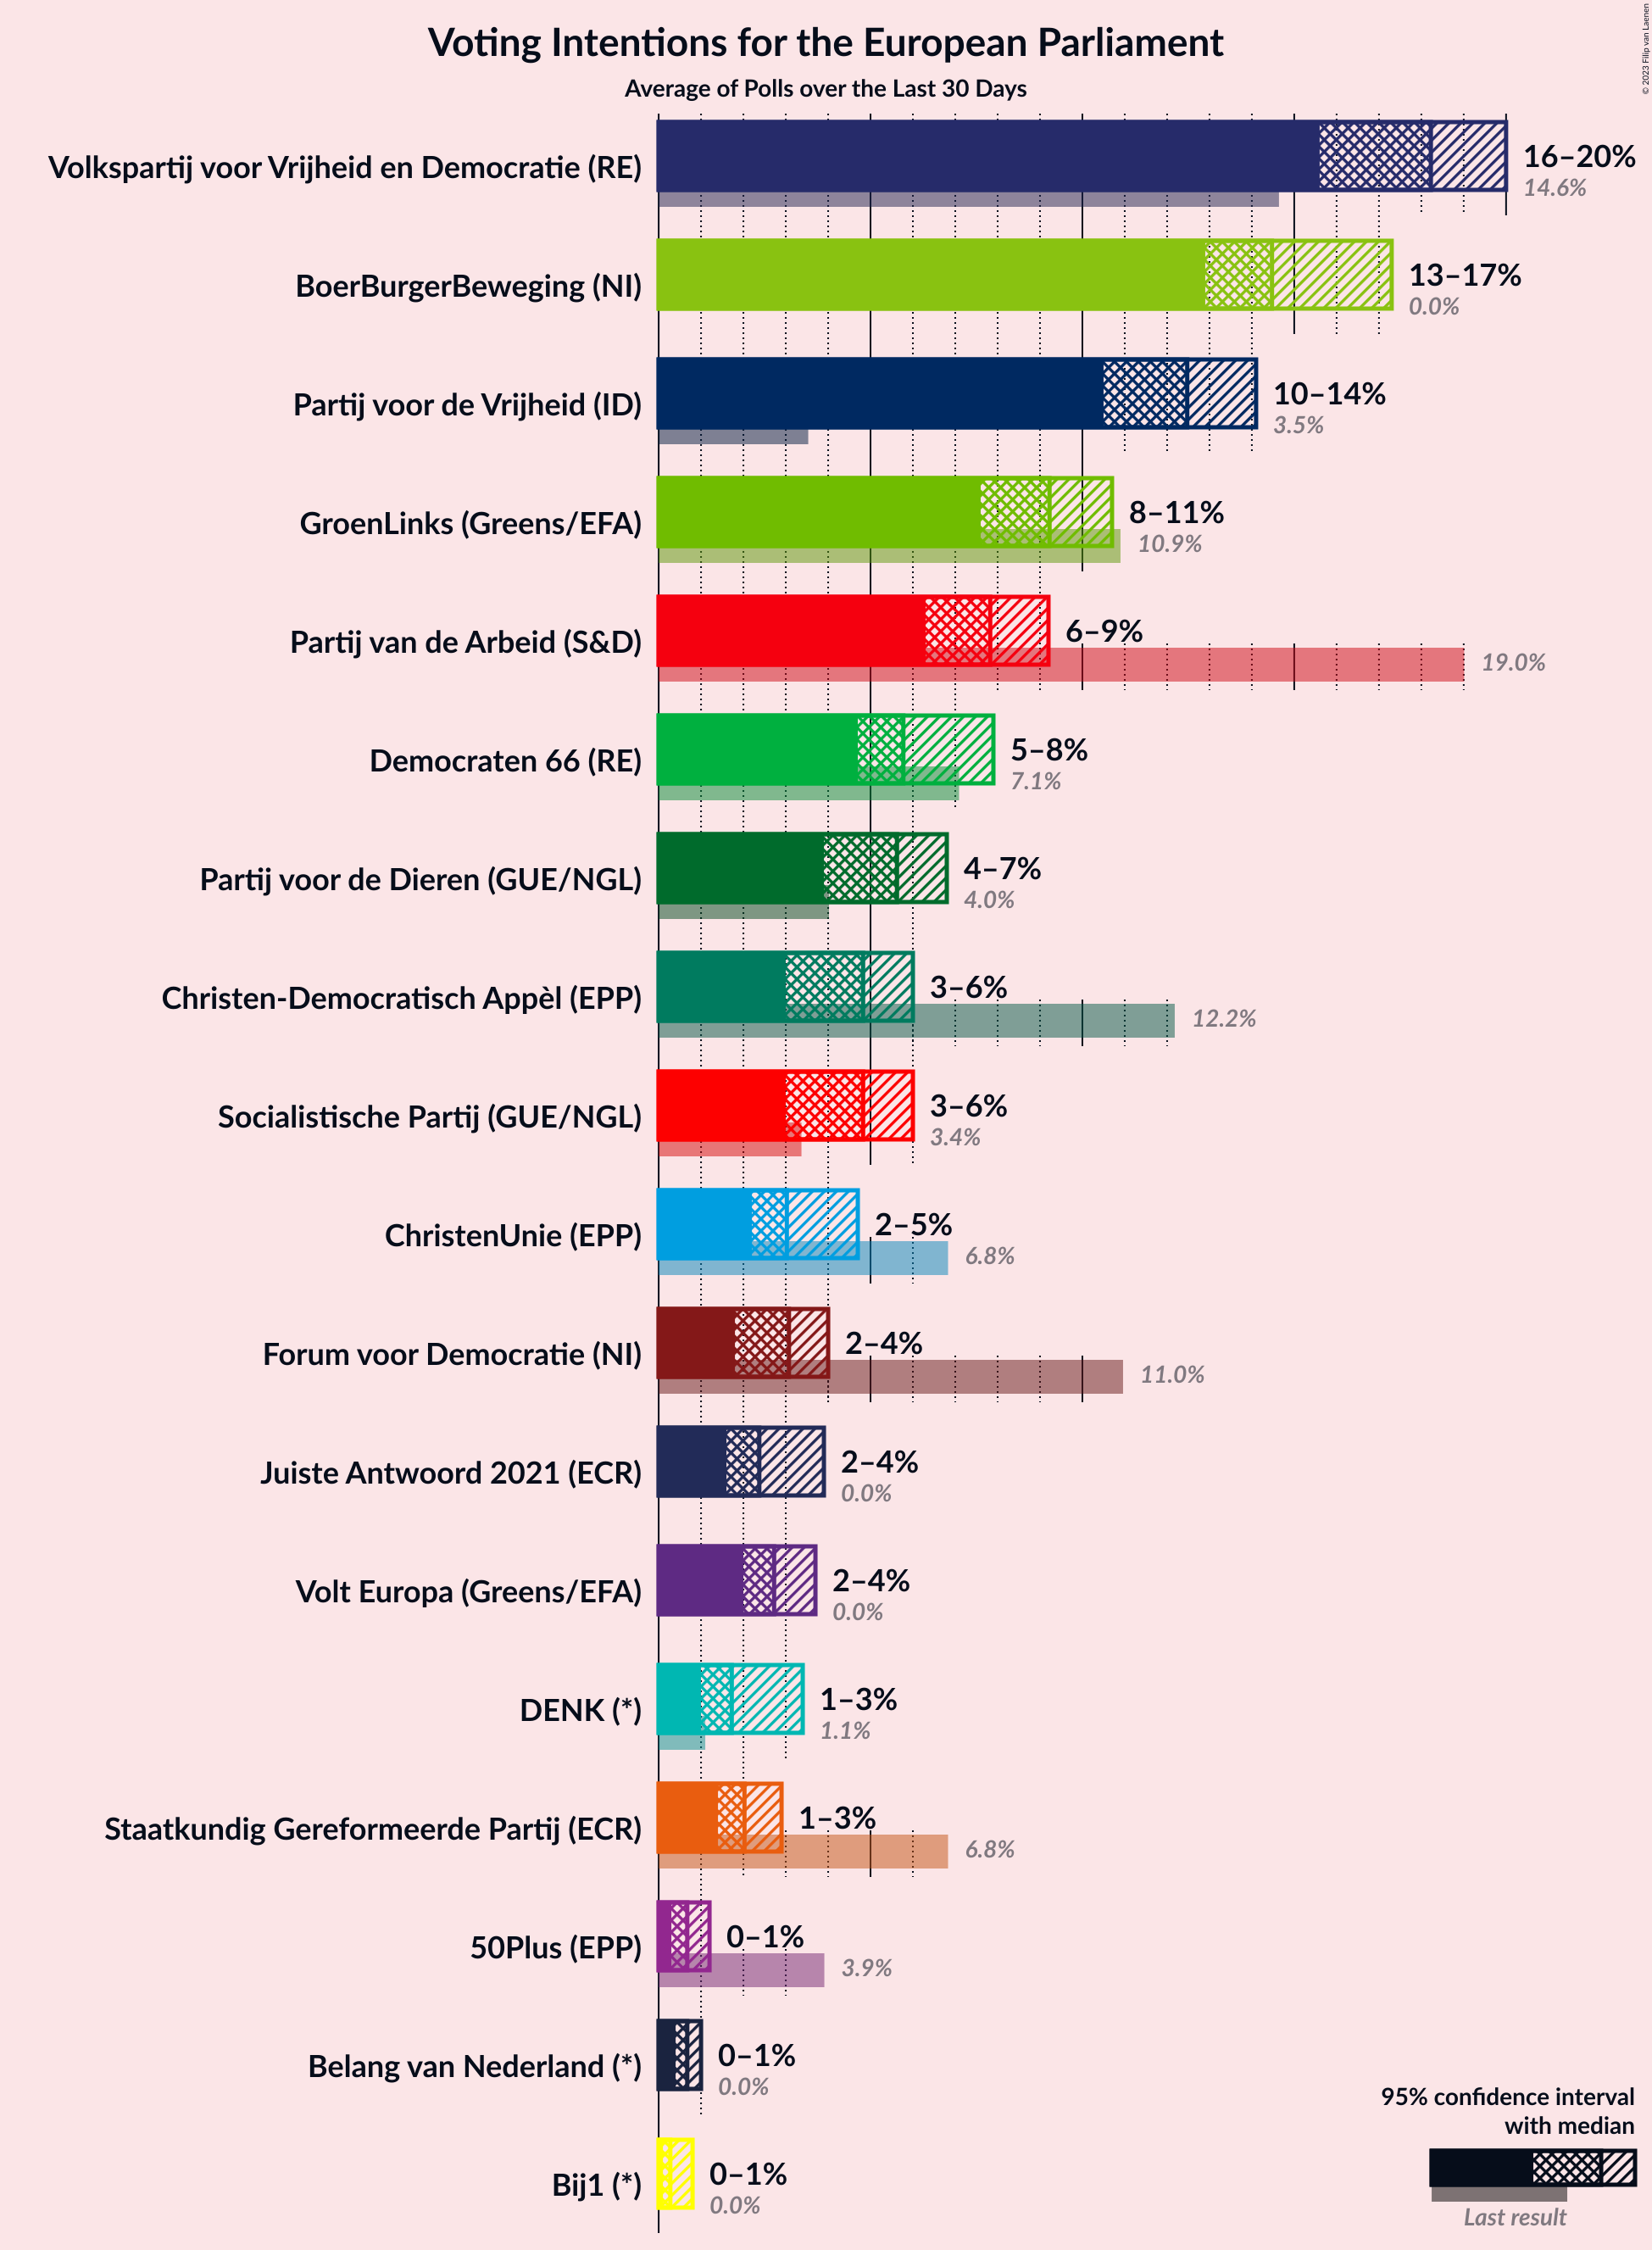 © 2023 Filip van Laenen
Voting Intentions for the European Parliament
Average of Polls over the Last 30 Days
Volkspartij voor Vrijheid en Democratie (RE)
16–20%
14.6%
BoerBurgerBeweging (NI)
13–17%
0.0%
Partij voor de Vrijheid (ID)
10–14%
3.5%
GroenLinks (Greens/EFA)
8–11%
10.9%
Partij van de Arbeid (S&D)
6–9%
19.0%
Democraten 66 (RE)
5–8%
7.1%
Partij voor de Dieren (GUE/NGL)
4–7%
4.0%
Christen-Democratisch Appèl (EPP)
3–6%
12.2%
Socialistische Partij (GUE/NGL)
3–6%
3.4%
ChristenUnie (EPP)
2–5%
6.8%
Forum voor Democratie (NI)
2–4%
11.0%
Juiste Antwoord 2021 (ECR)
2–4%
0.0%
Volt Europa (Greens/EFA)
2–4%
0.0%
DENK (*)
1–3%
1.1%
Staatkundig Gereformeerde Partij (ECR)
1–3%
6.8%
50Plus (EPP)
0–1%
3.9%
Belang van Nederland (*)
0–1%
0.0%
Bij1 (*)
0–1%
0.0%
95% confidence interval
with median
Last result